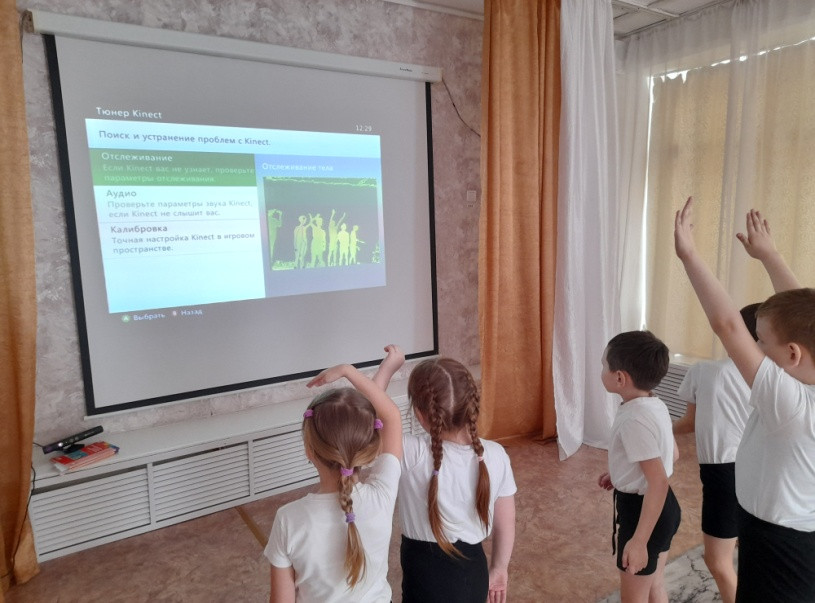 Тюнер Kinect
12:29
Поиск и устранение проблем с Kinect.
Отслеживание
Если Kinect вас не узнает, проверьте
параметры отслеживания.
Отслеживание тела
Аудио
Проверьте параметры звука Kinect,
если Kinect не слышит вас.
Калибровка
Точная настройка Kinect в игровом
пространстве.
Выбрать
Назад